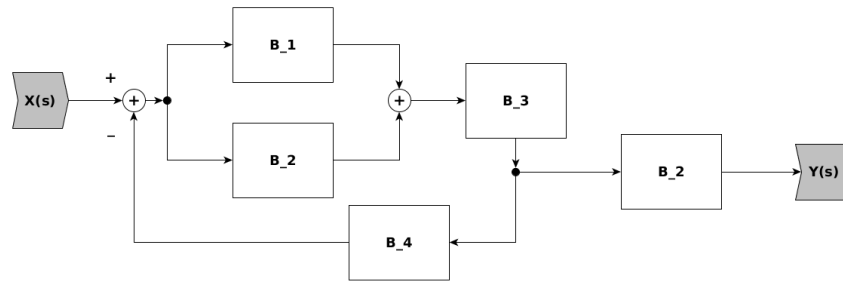 B_1
+
X(s)
+
+
B_3
−
B_2
B_2
Y(s)
B_4